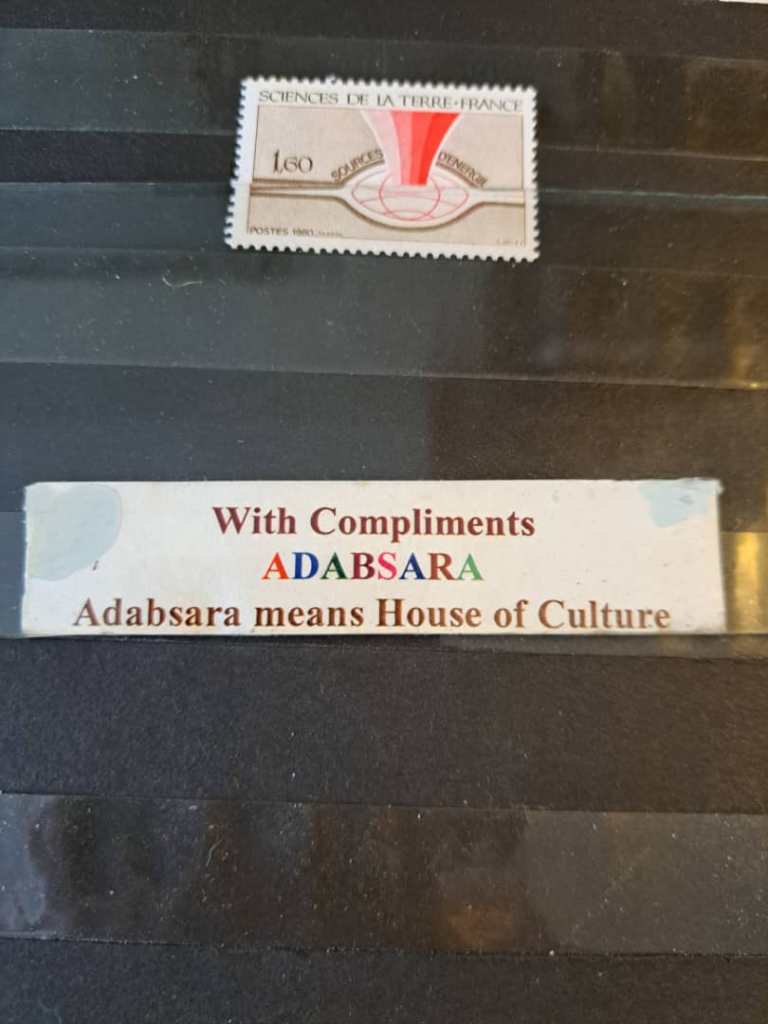 SCIENCES DE LA TERRE·FRANCE
1,60
SOURCES D'ENERGIE
POSTES 1980
With Compliments
ADABSARA
Adabsara means House of Culture